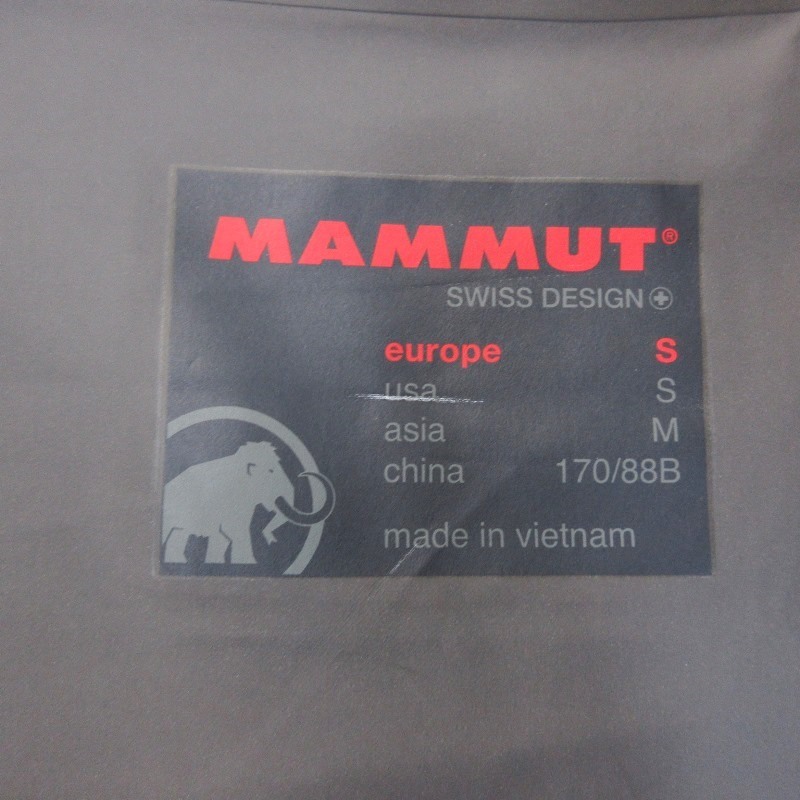 MAMMUT®
SWISS DESIGN
europe S
usa S
asia M
china 170/88B
made in vietnam